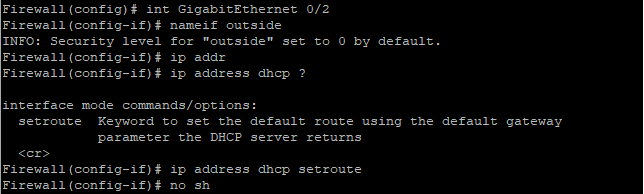 Firewall(config)# int GigabitEthernet 0/2
Firewall(config-if)# nameif outside
INFO: Security level for "outside" set to 0 by default.
Firewall(config-if)# ip addr
Firewall(config-if)# ip address dhcp ?
interface mode commands/options:
setroute  Keyword to set the default route using the default gateway
parameter the DHCP server returns
<cr>
Firewall(config-if)# ip address dhcp setroute
Firewall(config-if)# no sh